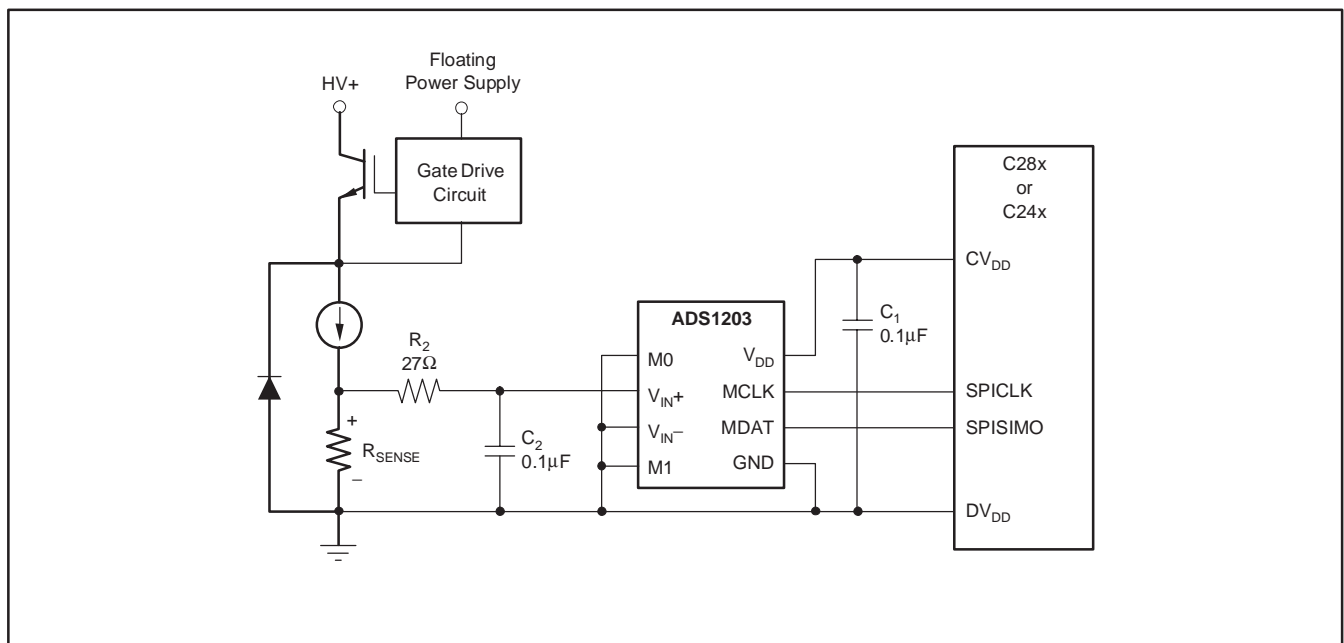 Floating
Power Supply
HV+
Gate Drive
Circuit
C28x
or
C24x
CV_DD
ADS1203
C_1
0.1µF
R_2
27Ω
M0
V_DD
V_IN+
MCLK
SPICLK
V_IN−
MDAT
SPISIMO
M1
GND
+
R_SENSE
−
C_2
0.1µF
DV_DD